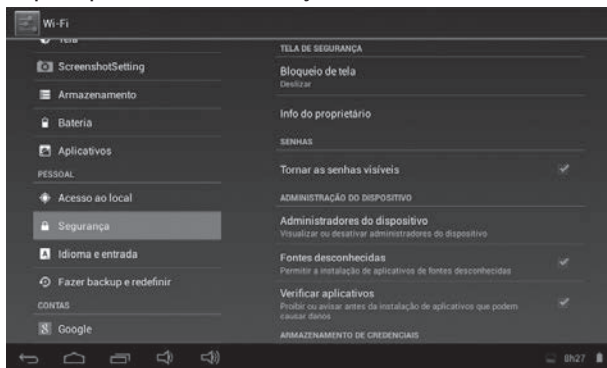 Wi-Fi
Tela
ScreenshotSetting
Armazenamento
Bateria
Aplicativos
PESSOAL
Acesso ao local
Segurança
Idioma e entrada
Fazer backup e redefinir
CONTAS
Google
TELA DE SEGURANÇA
Bloqueio de tela
Deslizar
Info do proprietário
SENHAS
Tornar as senhas visíveis
ADMINISTRAÇÃO DO DISPOSITIVO
Administradores do dispositivo
Visualizar ou desativar administradores do dispositivo
Fontes desconhecidas
Permitir a instalação de aplicativos de fontes desconhecidas
Verificar aplicativos
Proibir ou avisar antes da instalação de aplicativos que podem
causar danos
ARMAZENAMENTO DE CREDENCIAIS
8h27